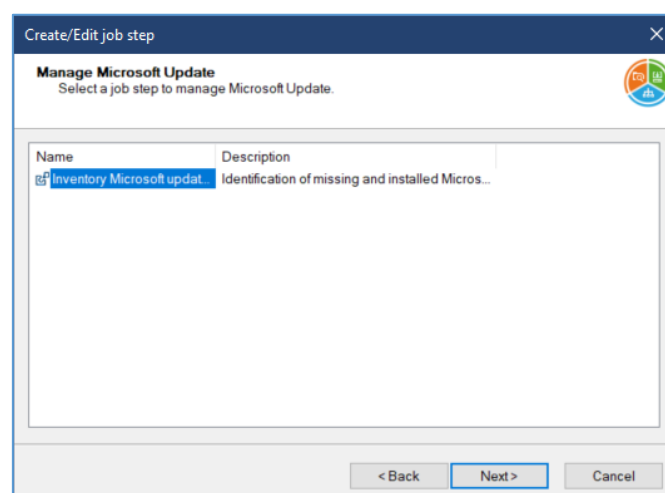 Create/Edit job step
Manage Microsoft Update
Select a job step to manage Microsoft Update.
Name Description
Inventory Microsoft updat... Identification of missing and installed Micros...
< Back Next > Cancel